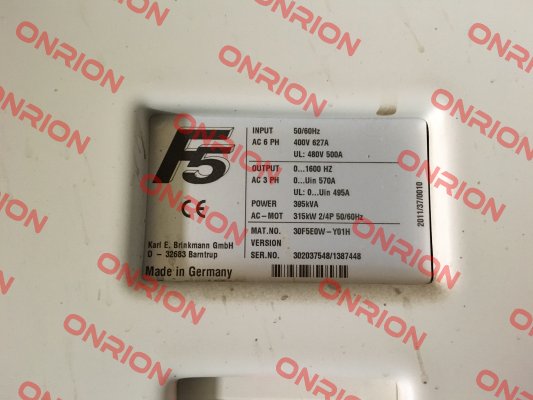 F5
INPUT 50/60Hz
AC 6 PH 400V 627A
UL: 480V 500A
OUTPUT 0...1600 HZ
AC 3 PH 0...Uin 570A
UL: 0...Uin 495A
POWER 395kVA
AC-MOT 315kW 2/4P 50/60Hz
MAT.NO. 30F5E0W-Y01H
VERSION
SER.NO. 302037548/1387448
2011/37/0010
CE
Karl E. Brinkmann GmbH
D - 32683 Barntrup
Made in Germany
ONRION
ONRION
ONRION
ONRION
ONRION
ONRION
ONRION
ONRION
ONRION
ONRION
ONRION